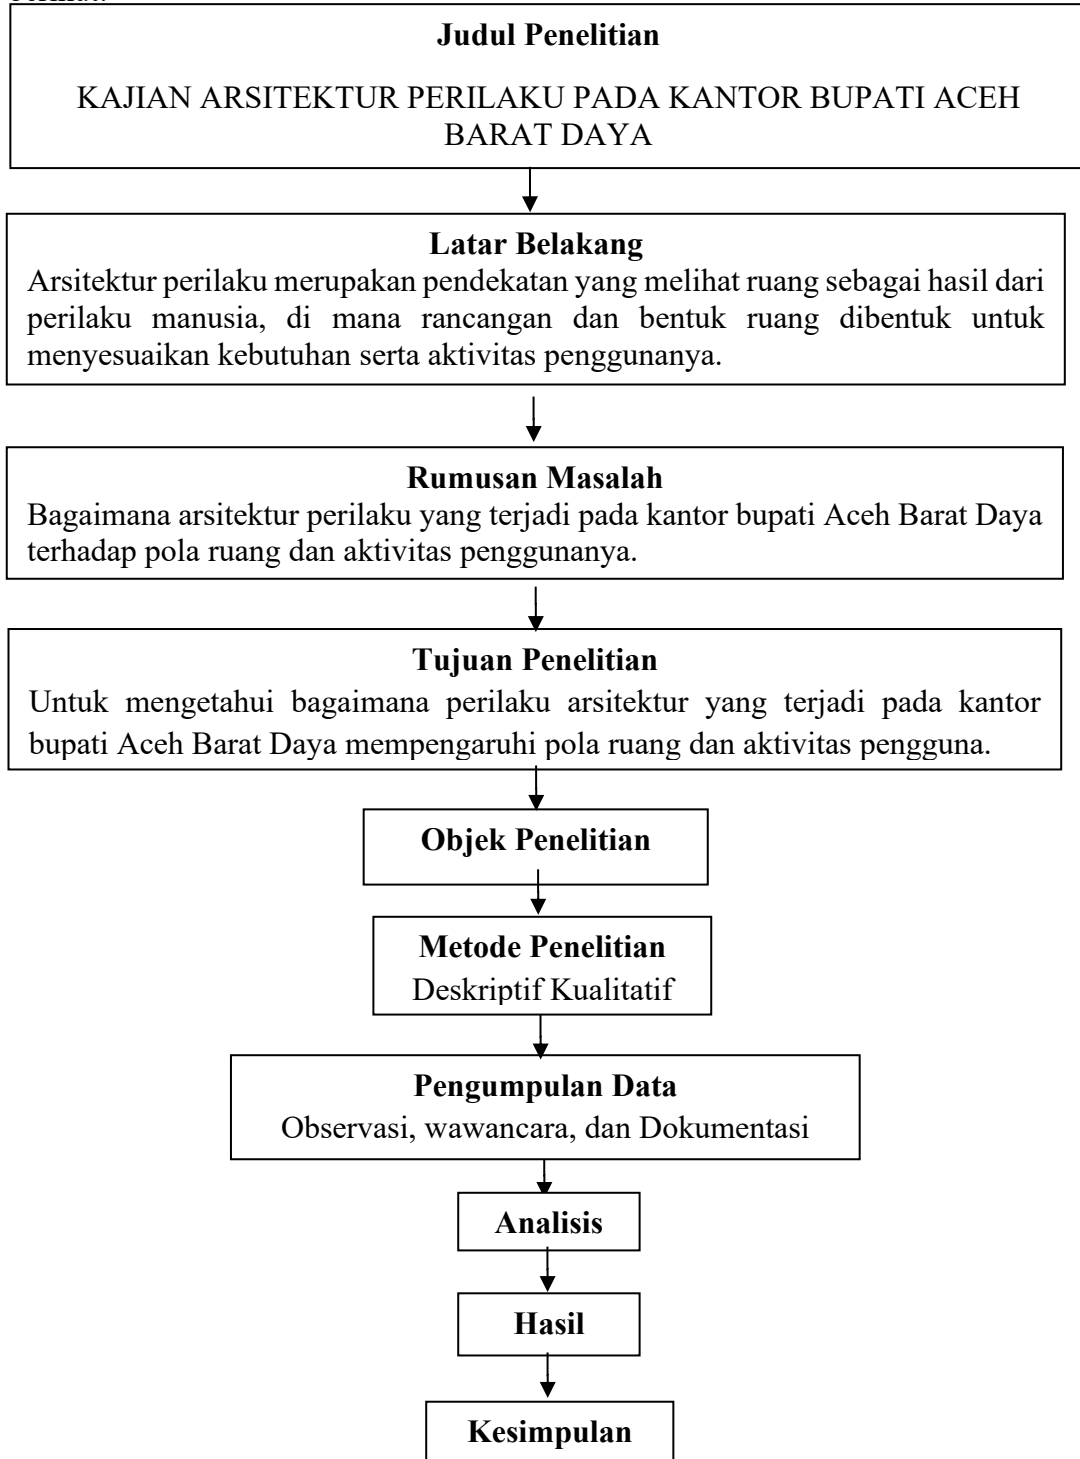 Judul Penelitian
KAJIAN ARSITEKTUR PERILAKU PADA KANTOR BUPATI ACEH
BARAT DAYA
Latar Belakang
Arsitektur perilaku merupakan pendekatan yang melihat ruang sebagai hasil dari
perilaku manusia, di mana rancangan dan bentuk ruang dibentuk untuk
menyesuaikan kebutuhan serta aktivitas penggunanya.
Rumusan Masalah
Bagaimana arsitektur perilaku yang terjadi pada kantor bupati Aceh Barat Daya
terhadap pola ruang dan aktivitas penggunanya.
Tujuan Penelitian
Untuk mengetahui bagaimana perilaku arsitektur yang terjadi pada kantor
bupati Aceh Barat Daya mempengaruhi pola ruang dan aktivitas pengguna.
Objek Penelitian
Metode Penelitian
Deskriptif Kualitatif
Pengumpulan Data
Observasi, wawancara, dan Dokumentasi
Analisis
Hasil
Kesimpulan